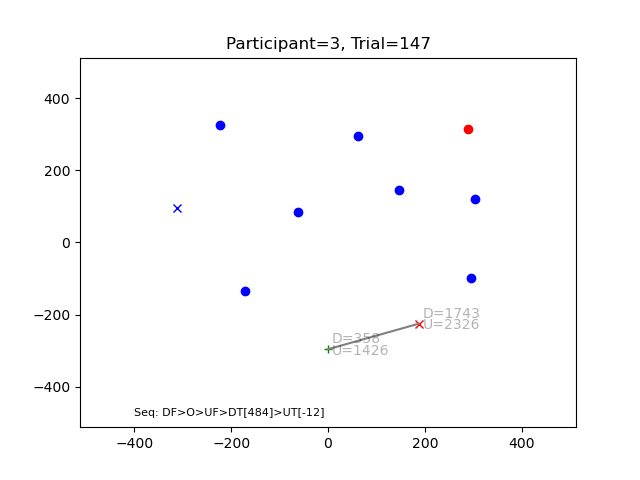 Participant=3, Trial=147
400
200
0
−200
−400
D=1743
U=2326
D=358
U=1426
Seq: DF>O>UF>DT[484]>UT[-12]
−400
−200
0
200
400